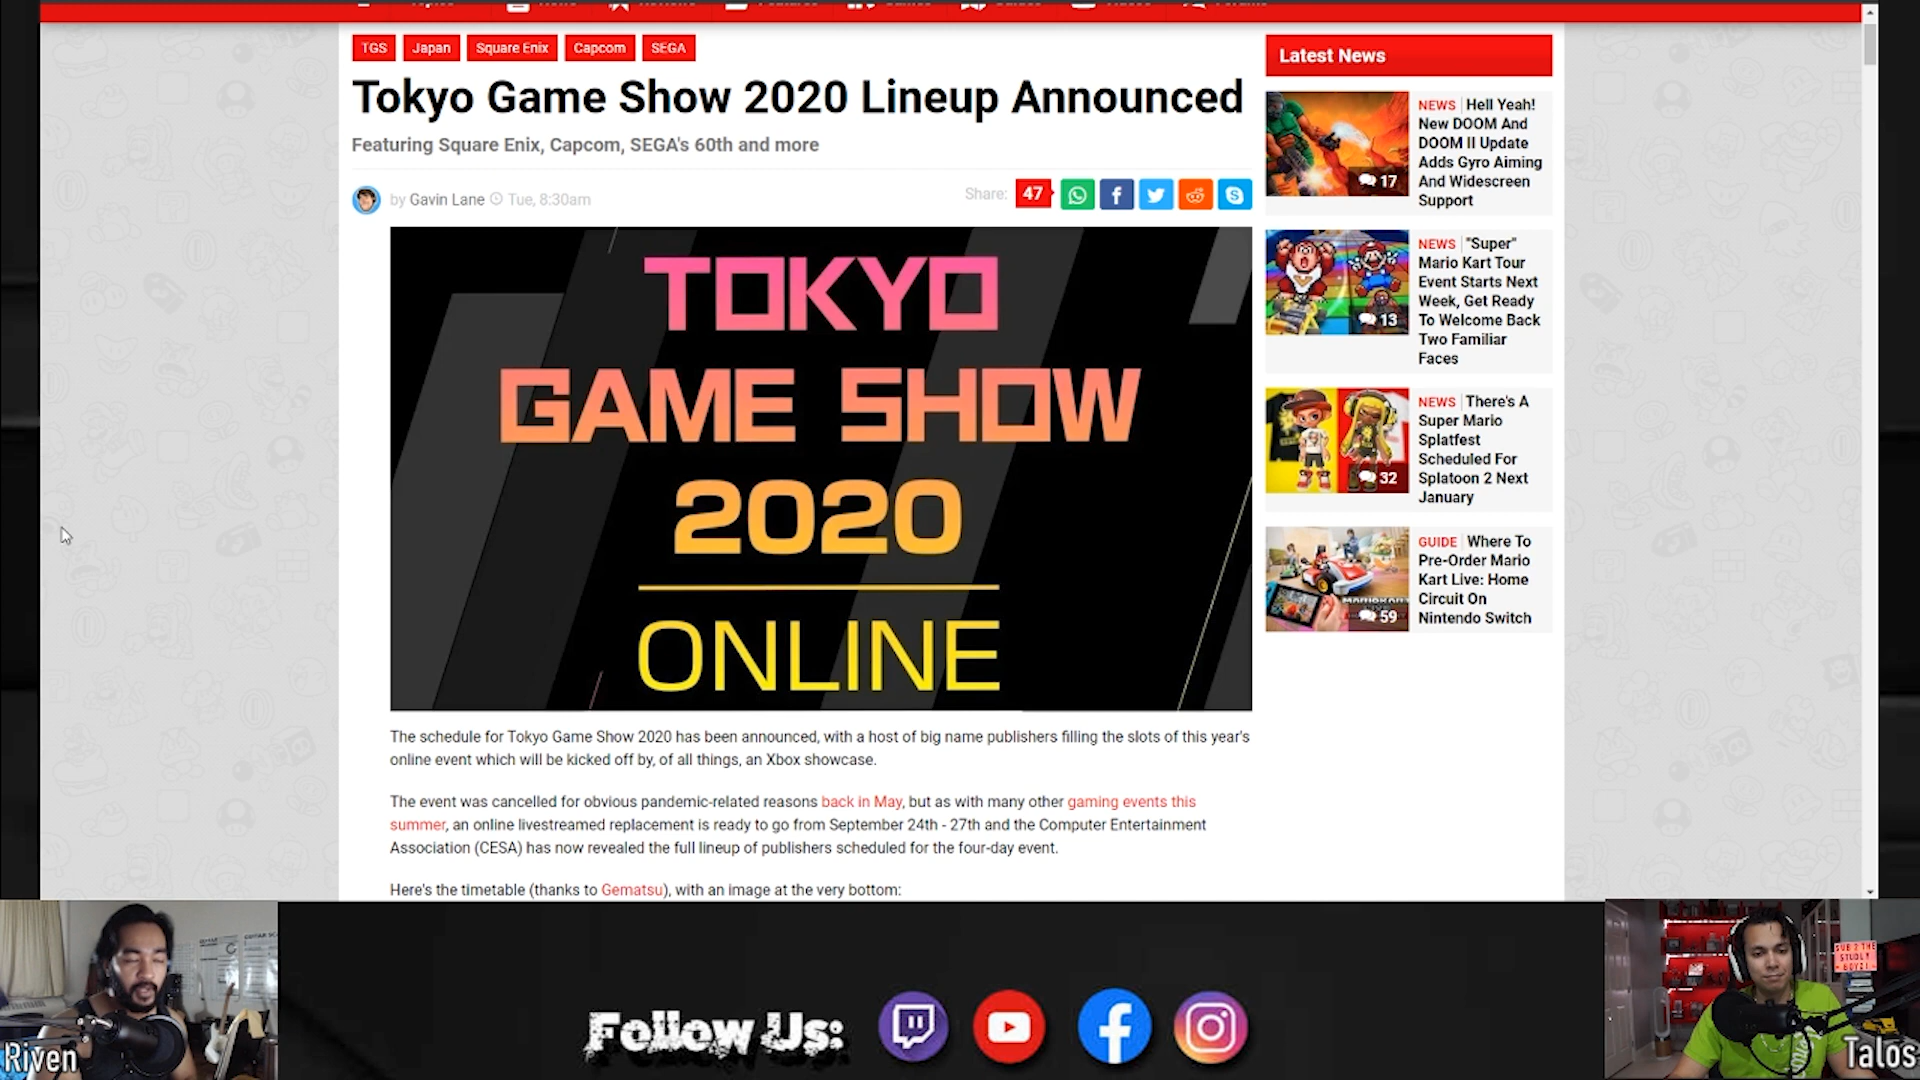 TGS
Japan
Square Enix
Capcom
SEGA
Tokyo Game Show 2020 Lineup Announced
Featuring Square Enix, Capcom, SEGA's 60th and more
by Gavin Lane Tue, 8:30am
Share: 47
TOKYO
GAME SHOW
2020
ONLINE
The schedule for Tokyo Game Show 2020 has been announced, with a host of big name publishers filling the slots of this year's
online event which will be kicked off by, of all things, an Xbox showcase.
The event was cancelled for obvious pandemic-related reasons back in May, but as with many other gaming events this
summer, an online livestreamed replacement is ready to go from September 24th - 27th and the Computer Entertainment
Association (CESA) has now revealed the full lineup of publishers scheduled for the four-day event.
Here's the timetable (thanks to Gematsu), with an image at the very bottom:
Latest News
NEWS Hell Yeah!
New DOOM And
DOOM II Update
Adds Gyro Aiming
And Widescreen
Support
17
NEWS "Super"
Mario Kart Tour
Event Starts Next
Week, Get Ready
To Welcome Back
Two Familiar
Faces
13
NEWS There's A
Super Mario
Splatfest
Scheduled For
Splatoon 2 Next
January
32
GUIDE Where To
Pre-Order Mario
Kart Live: Home
Circuit On
Nintendo Switch
59
Riven
Follow Us:
SUB 2 THE
STUDLY
BOYZ!
Talos